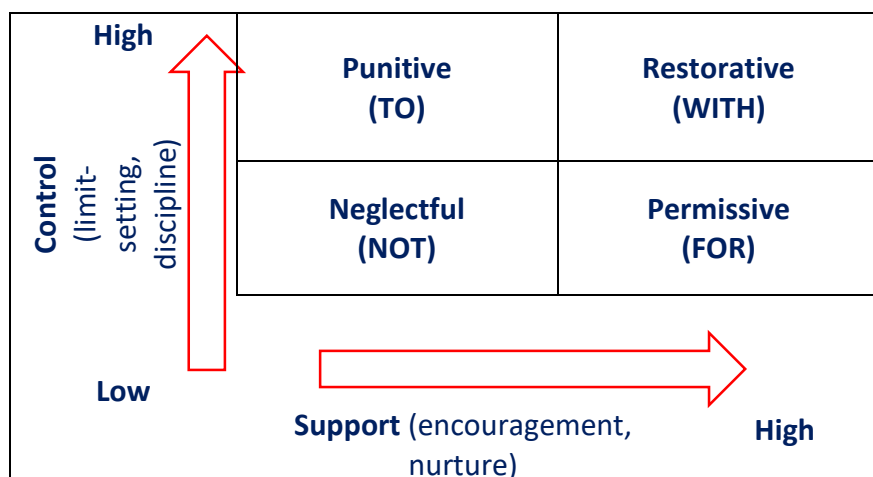 High
Punitive
(TO)
Restorative
(WITH)
Control
(limit-
setting,
discipline)
Neglectful
(NOT)
Permissive
(FOR)
Low
Support (encouragement,
nurture)
High